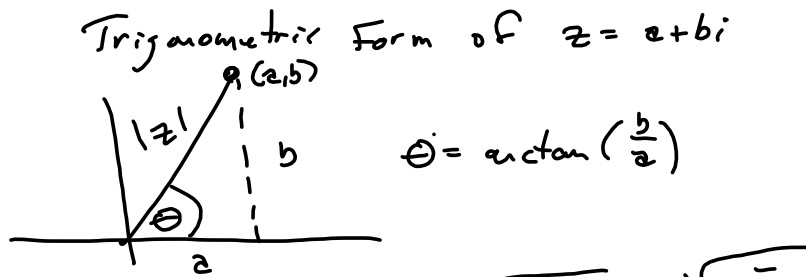 Trigonometric Form of z = a+bi
(a,b)
|z|
b
θ = arctan (b/a)
θ
a